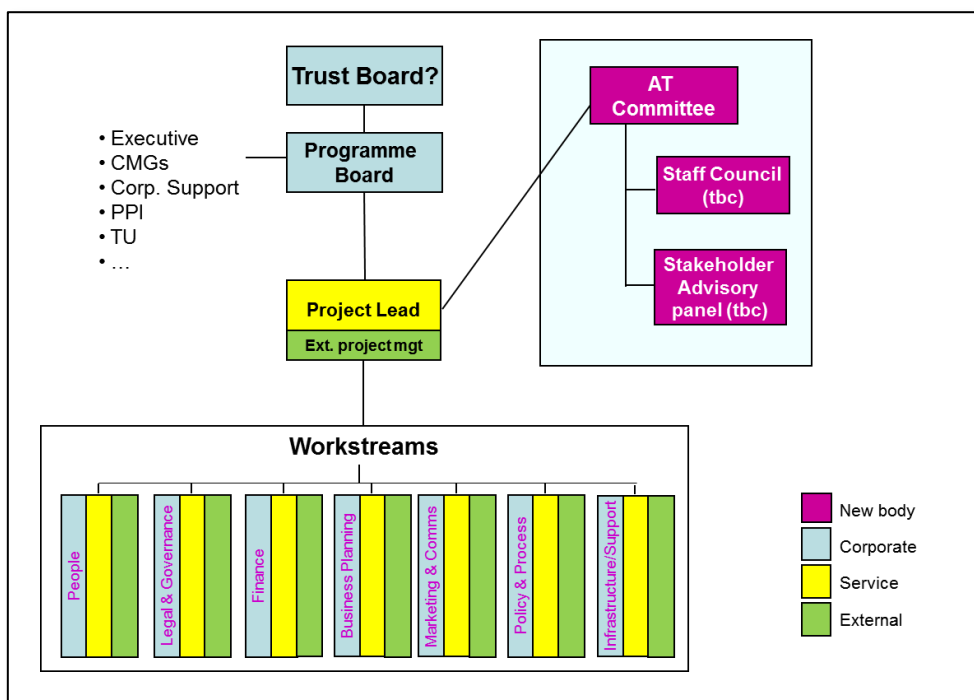 Trust Board?
• Executive
• CMGs
• Corp. Support
• PPI
• TU
• …
Programme
Board
Project Lead
Ext. project mgt
AT
Committee
Staff Council
(tbc)
Stakeholder
Advisory
panel (tbc)
Workstreams
People
Legal & Governance
Finance
Business Planning
Marketing & Comms
Policy & Process
Infrastructure/Support
New body
Corporate
Service
External